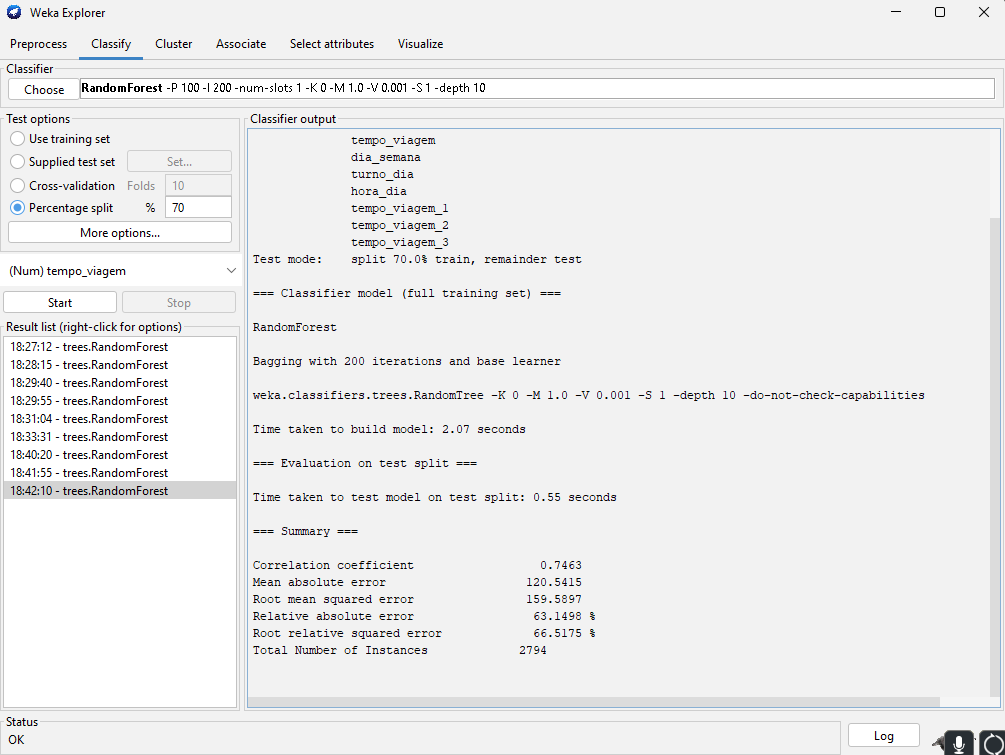 Weka Explorer
Preprocess Classify Cluster Associate Select attributes Visualize
Classifier
Choose RandomForest -P 100 -I 200 -num-slots 1 -K 0 -M 1.0 -V 0.001 -S 1 -depth 10
Test options
Use training set
Supplied test set Set...
Cross-validation Folds 10
Percentage split % 70
More options...
(Num) tempo_viagem
Start Stop
Result list (right-click for options)
18:27:12 - trees.RandomForest
18:28:15 - trees.RandomForest
18:29:40 - trees.RandomForest
18:29:55 - trees.RandomForest
18:31:04 - trees.RandomForest
18:33:31 - trees.RandomForest
18:40:20 - trees.RandomForest
18:41:55 - trees.RandomForest
18:42:10 - trees.RandomForest
Classifier output
tempo_viagem
dia_semana
turno_dia
hora_dia
tempo_viagem_1
tempo_viagem_2
tempo_viagem_3
Test mode: split 70.0% train, remainder test
=== Classifier model (full training set) ===
RandomForest
Bagging with 200 iterations and base learner
weka.classifiers.trees.RandomTree -K 0 -M 1.0 -V 0.001 -S 1 -depth 10 -do-not-check-capabilities
Time taken to build model: 2.07 seconds
=== Evaluation on test split ===
Time taken to test model on test split: 0.55 seconds
=== Summary ===
Correlation coefficient 0.7463
Mean absolute error 120.5415
Root mean squared error 159.5897
Relative absolute error 63.1498 %
Root relative squared error 66.5175 %
Total Number of Instances 2794
Status
OK
Log